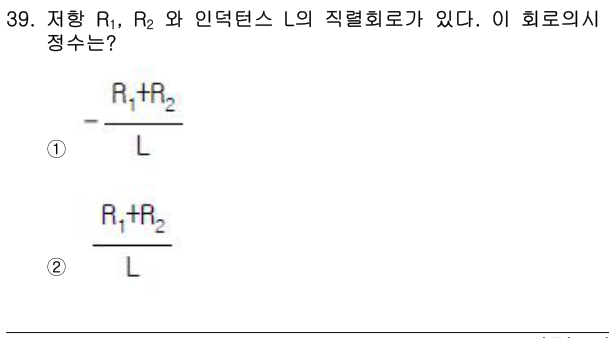 39. 저항 R₁, R₂ 와 인덕턴스 L의 직렬회로가 있다. 이 회로의시
정수는?
① -(R₁+R₂)/L
② (R₁+R₂)/L